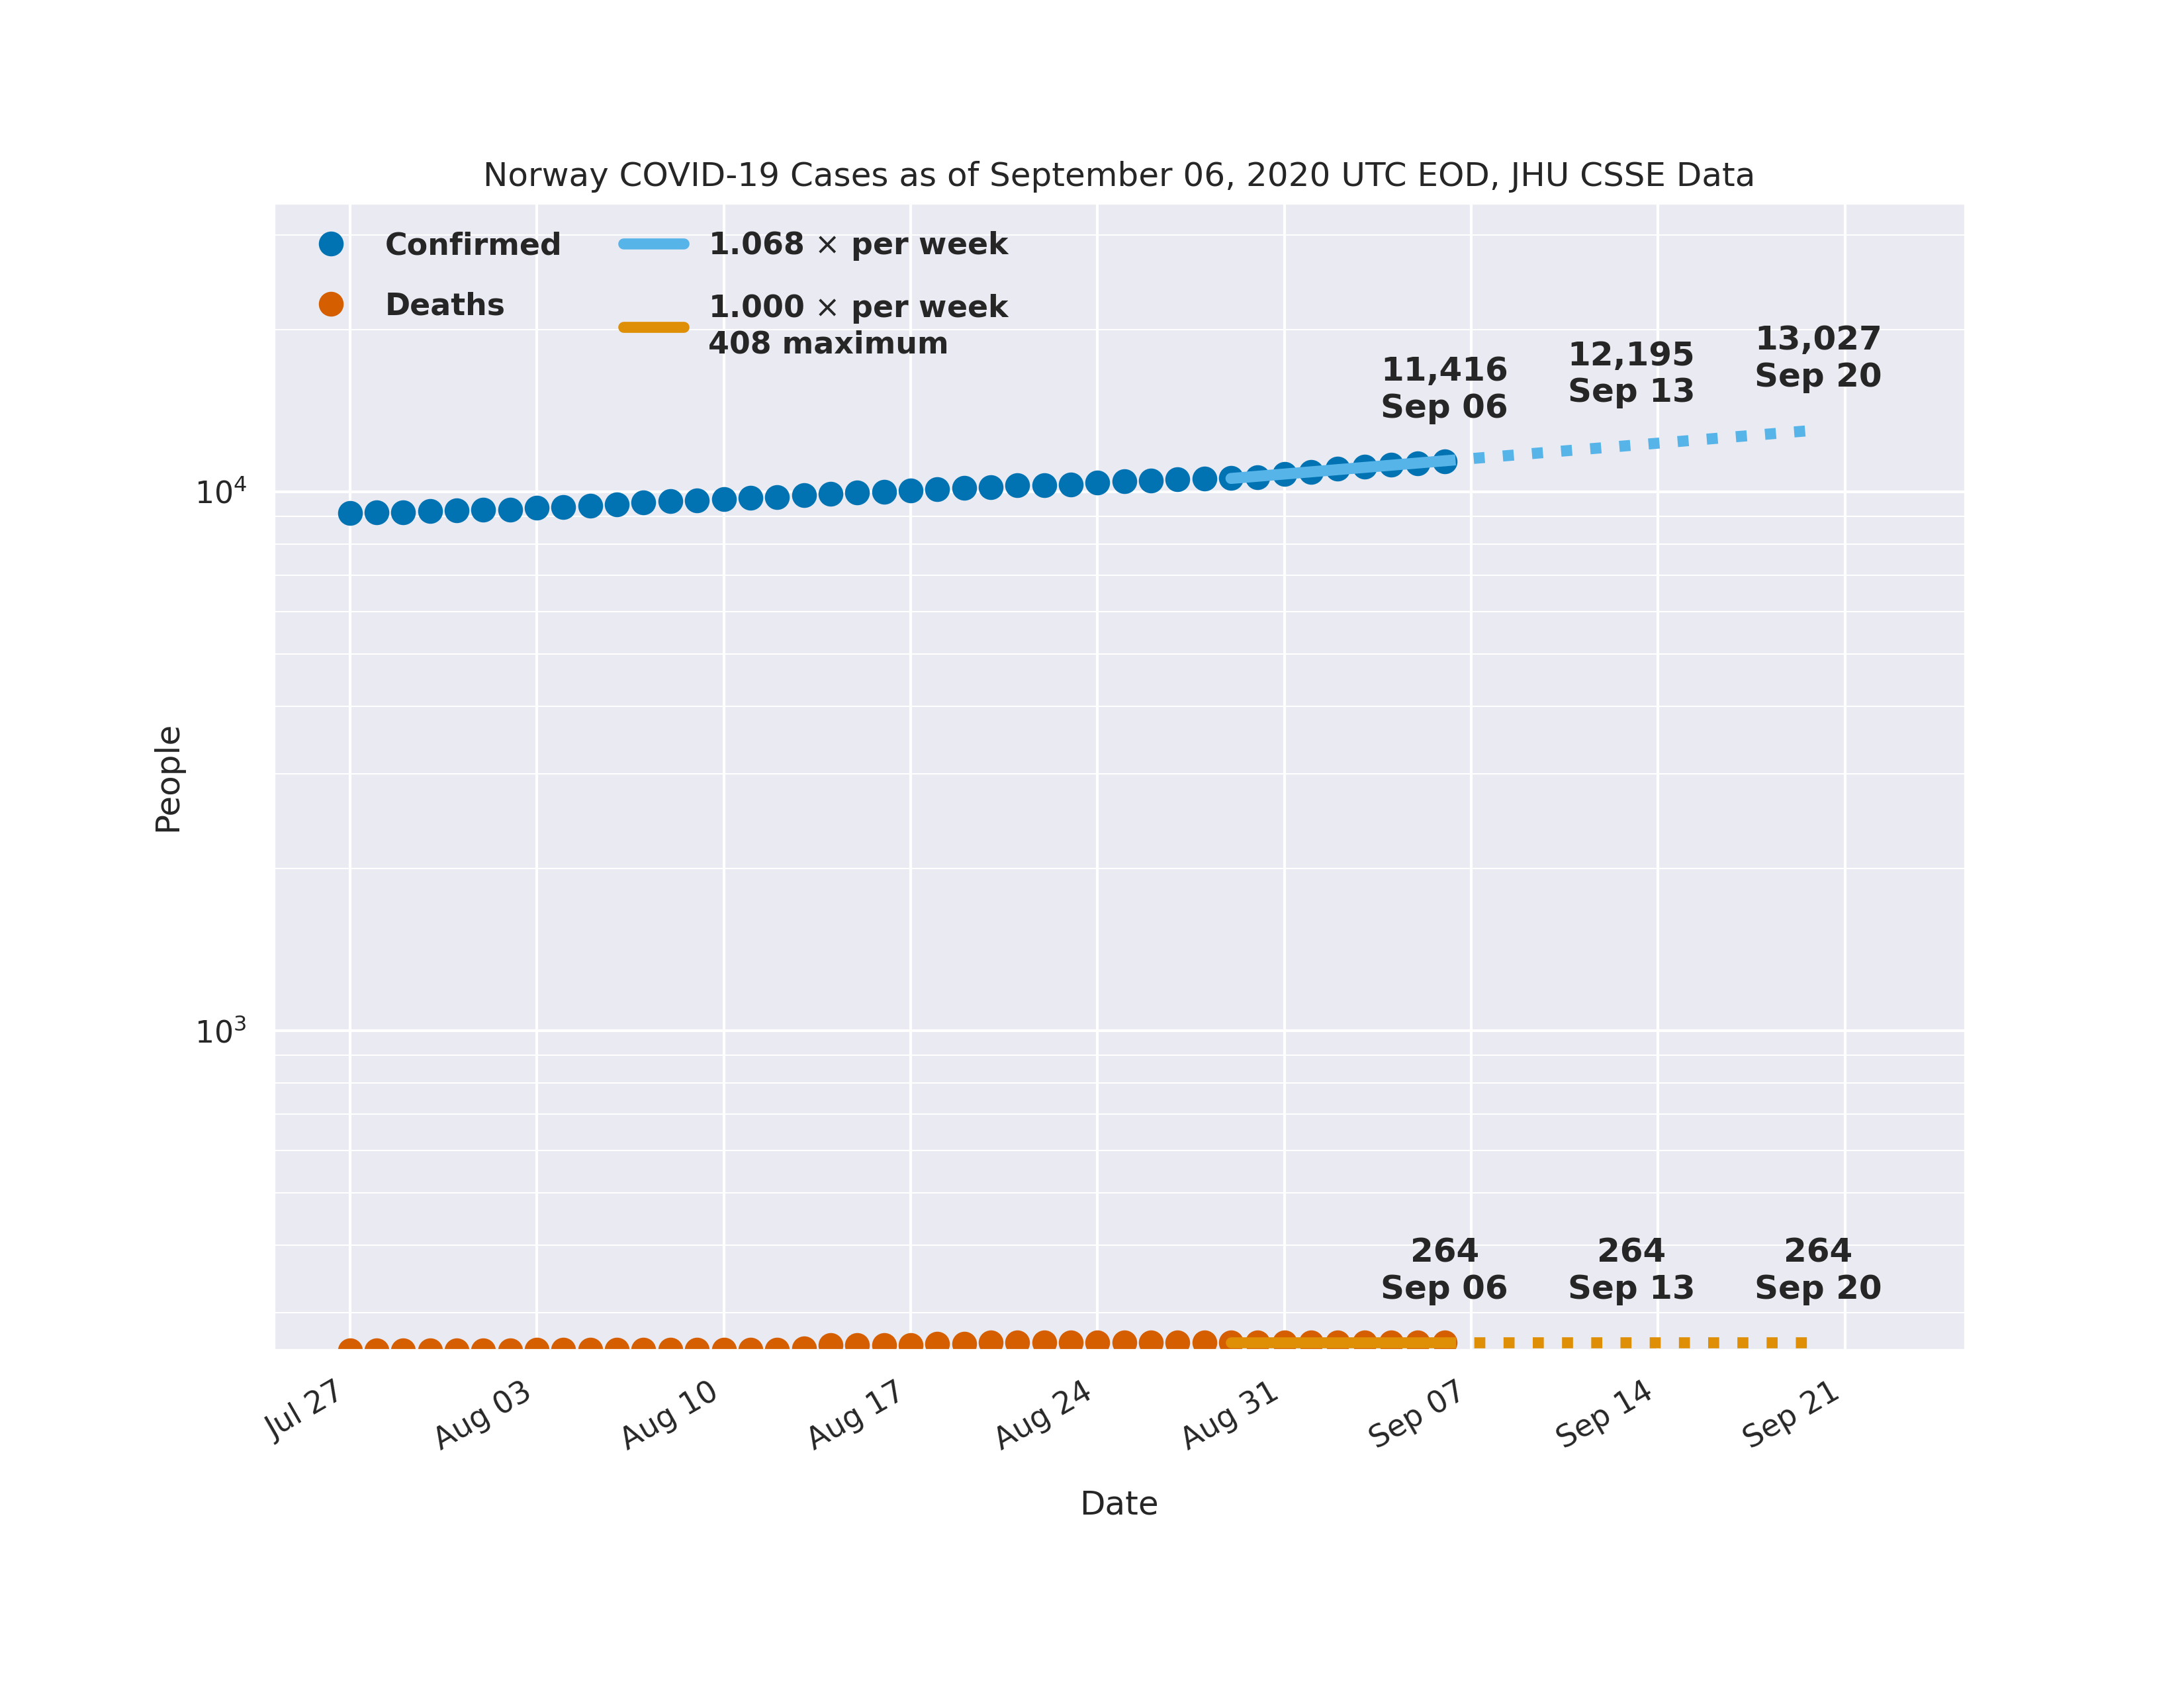 Norway COVID-19 Cases as of September 06, 2020 UTC EOD, JHU CSSE Data
Confirmed
Deaths
1.068 × per week
1.000 × per week
408 maximum
11,416
Sep 06
12,195
Sep 13
13,027
Sep 20
10⁴
People
10³
264
Sep 06
264
Sep 13
264
Sep 20
Jul 27
Aug 03
Aug 10
Aug 17
Aug 24
Aug 31
Sep 07
Sep 14
Sep 21
Date